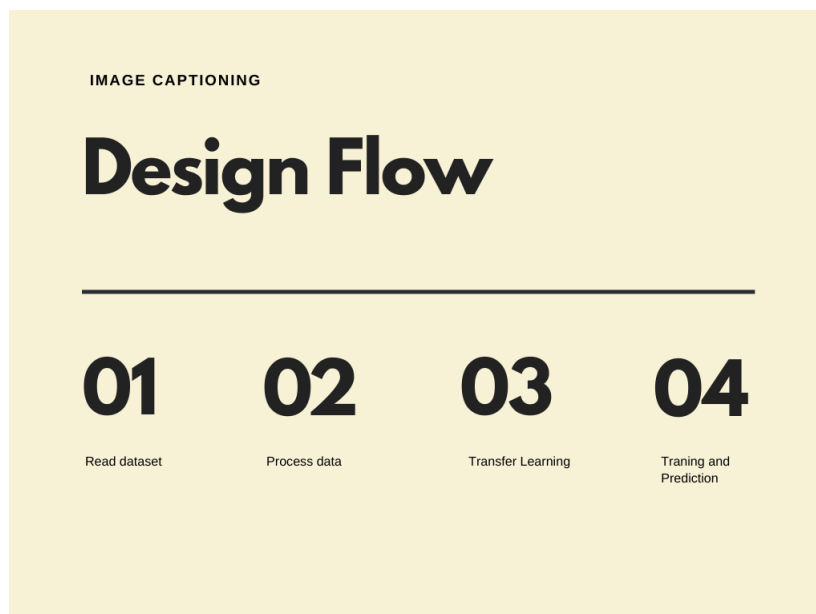 IMAGE CAPTIONING
Design Flow
01
Read dataset
02
Process data
03
Transfer Learning
04
Traning and
Prediction